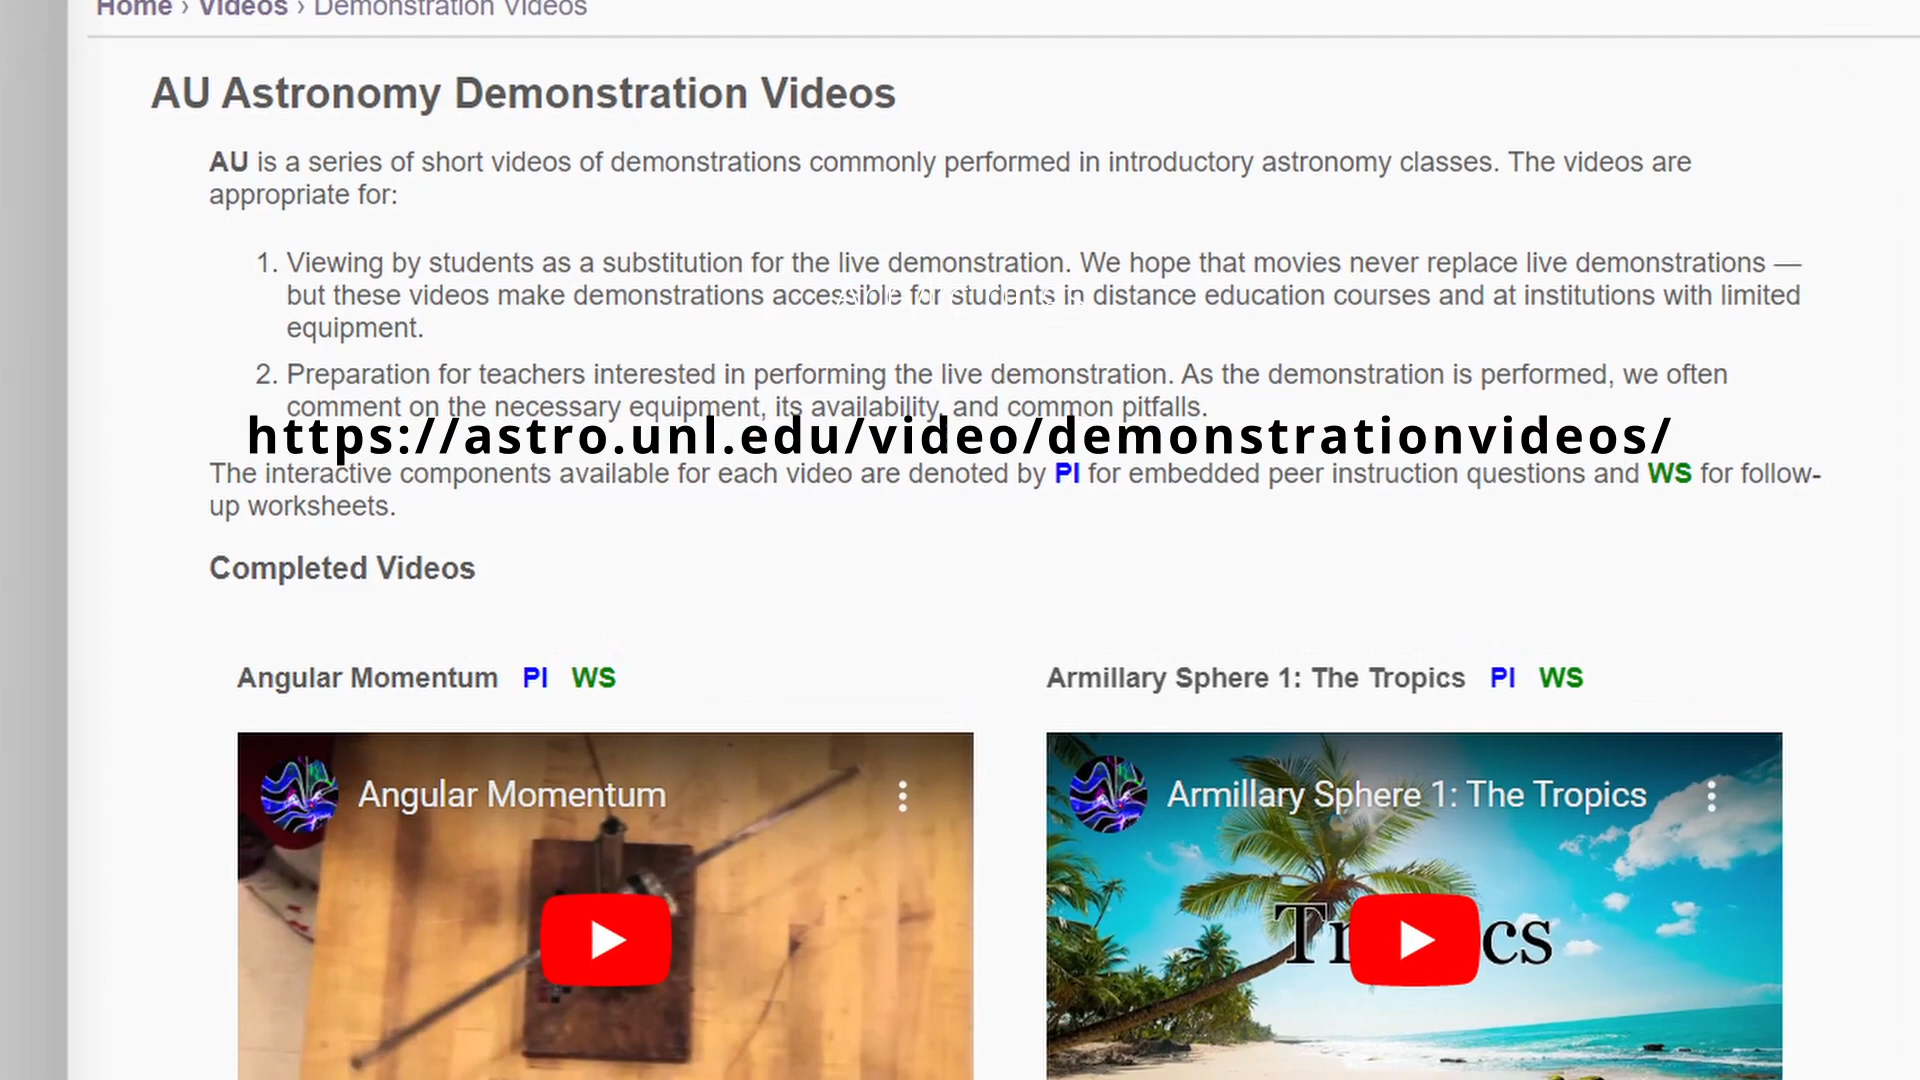 Home › Videos › Demonstration Videos
AU Astronomy Demonstration Videos
AU is a series of short videos of demonstrations commonly performed in introductory astronomy classes. The videos are
appropriate for:
1. Viewing by students as a substitution for the live demonstration. We hope that movies never replace live demonstrations —
but these videos make demonstrations accessible for students in distance education courses and at institutions with limited
equipment.
2. Preparation for teachers interested in performing the live demonstration. As the demonstration is performed, we often
comment on the necessary equipment, its availability, and common pitfalls.
https://astro.unl.edu/video/demonstrationvideos/
The interactive components available for each video are denoted by PI for embedded peer instruction questions and WS for follow-
up worksheets.
Completed Videos
Angular Momentum PI WS
Armillary Sphere 1: The Tropics PI WS
Angular Momentum
Armillary Sphere 1: The Tropics